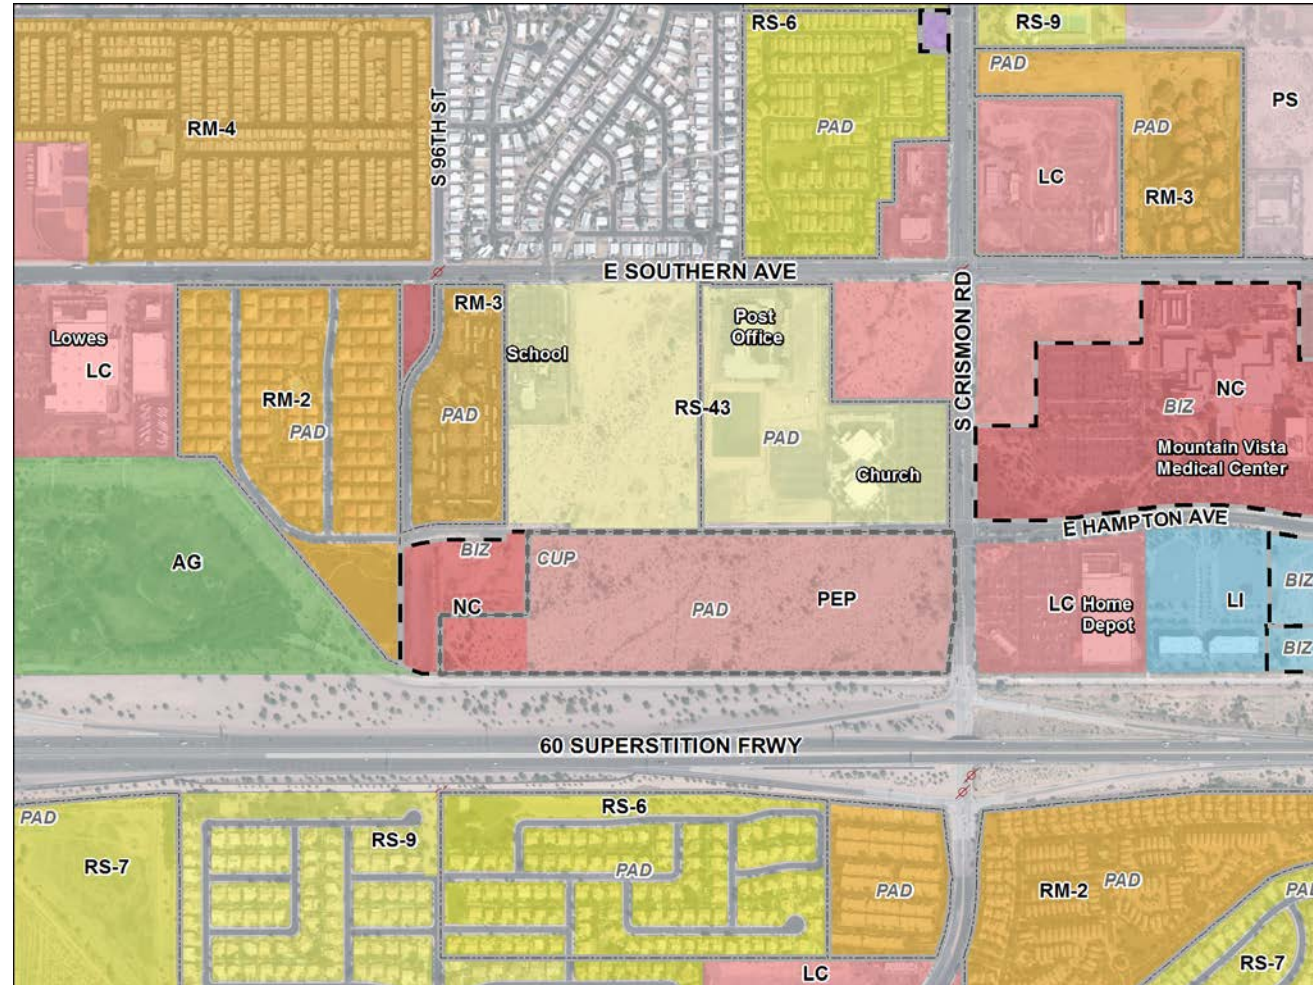 RS-6
RS-9
PAD
PS
S 96TH ST
RM-4
PAD
PAD
LC
RM-3
E SOUTHERN AVE
S CRISMON RD
RM-3
Lowes
LC
School
Post
Office
RM-2
PAD
PAD
RS-43
PAD
NC
BIZ
Mountain Vista
Medical Center
Church
E HAMPTON AVE
AG
BIZ
CUP
NC
PAD
PEP
LC
Home
Depot
LI
BIZ
BIZ
60 SUPERSTITION FRWY
PAD
RS-7
RS-9
RS-6
PAD
PAD
RM-2
PAD
PAD
RS-7
LC